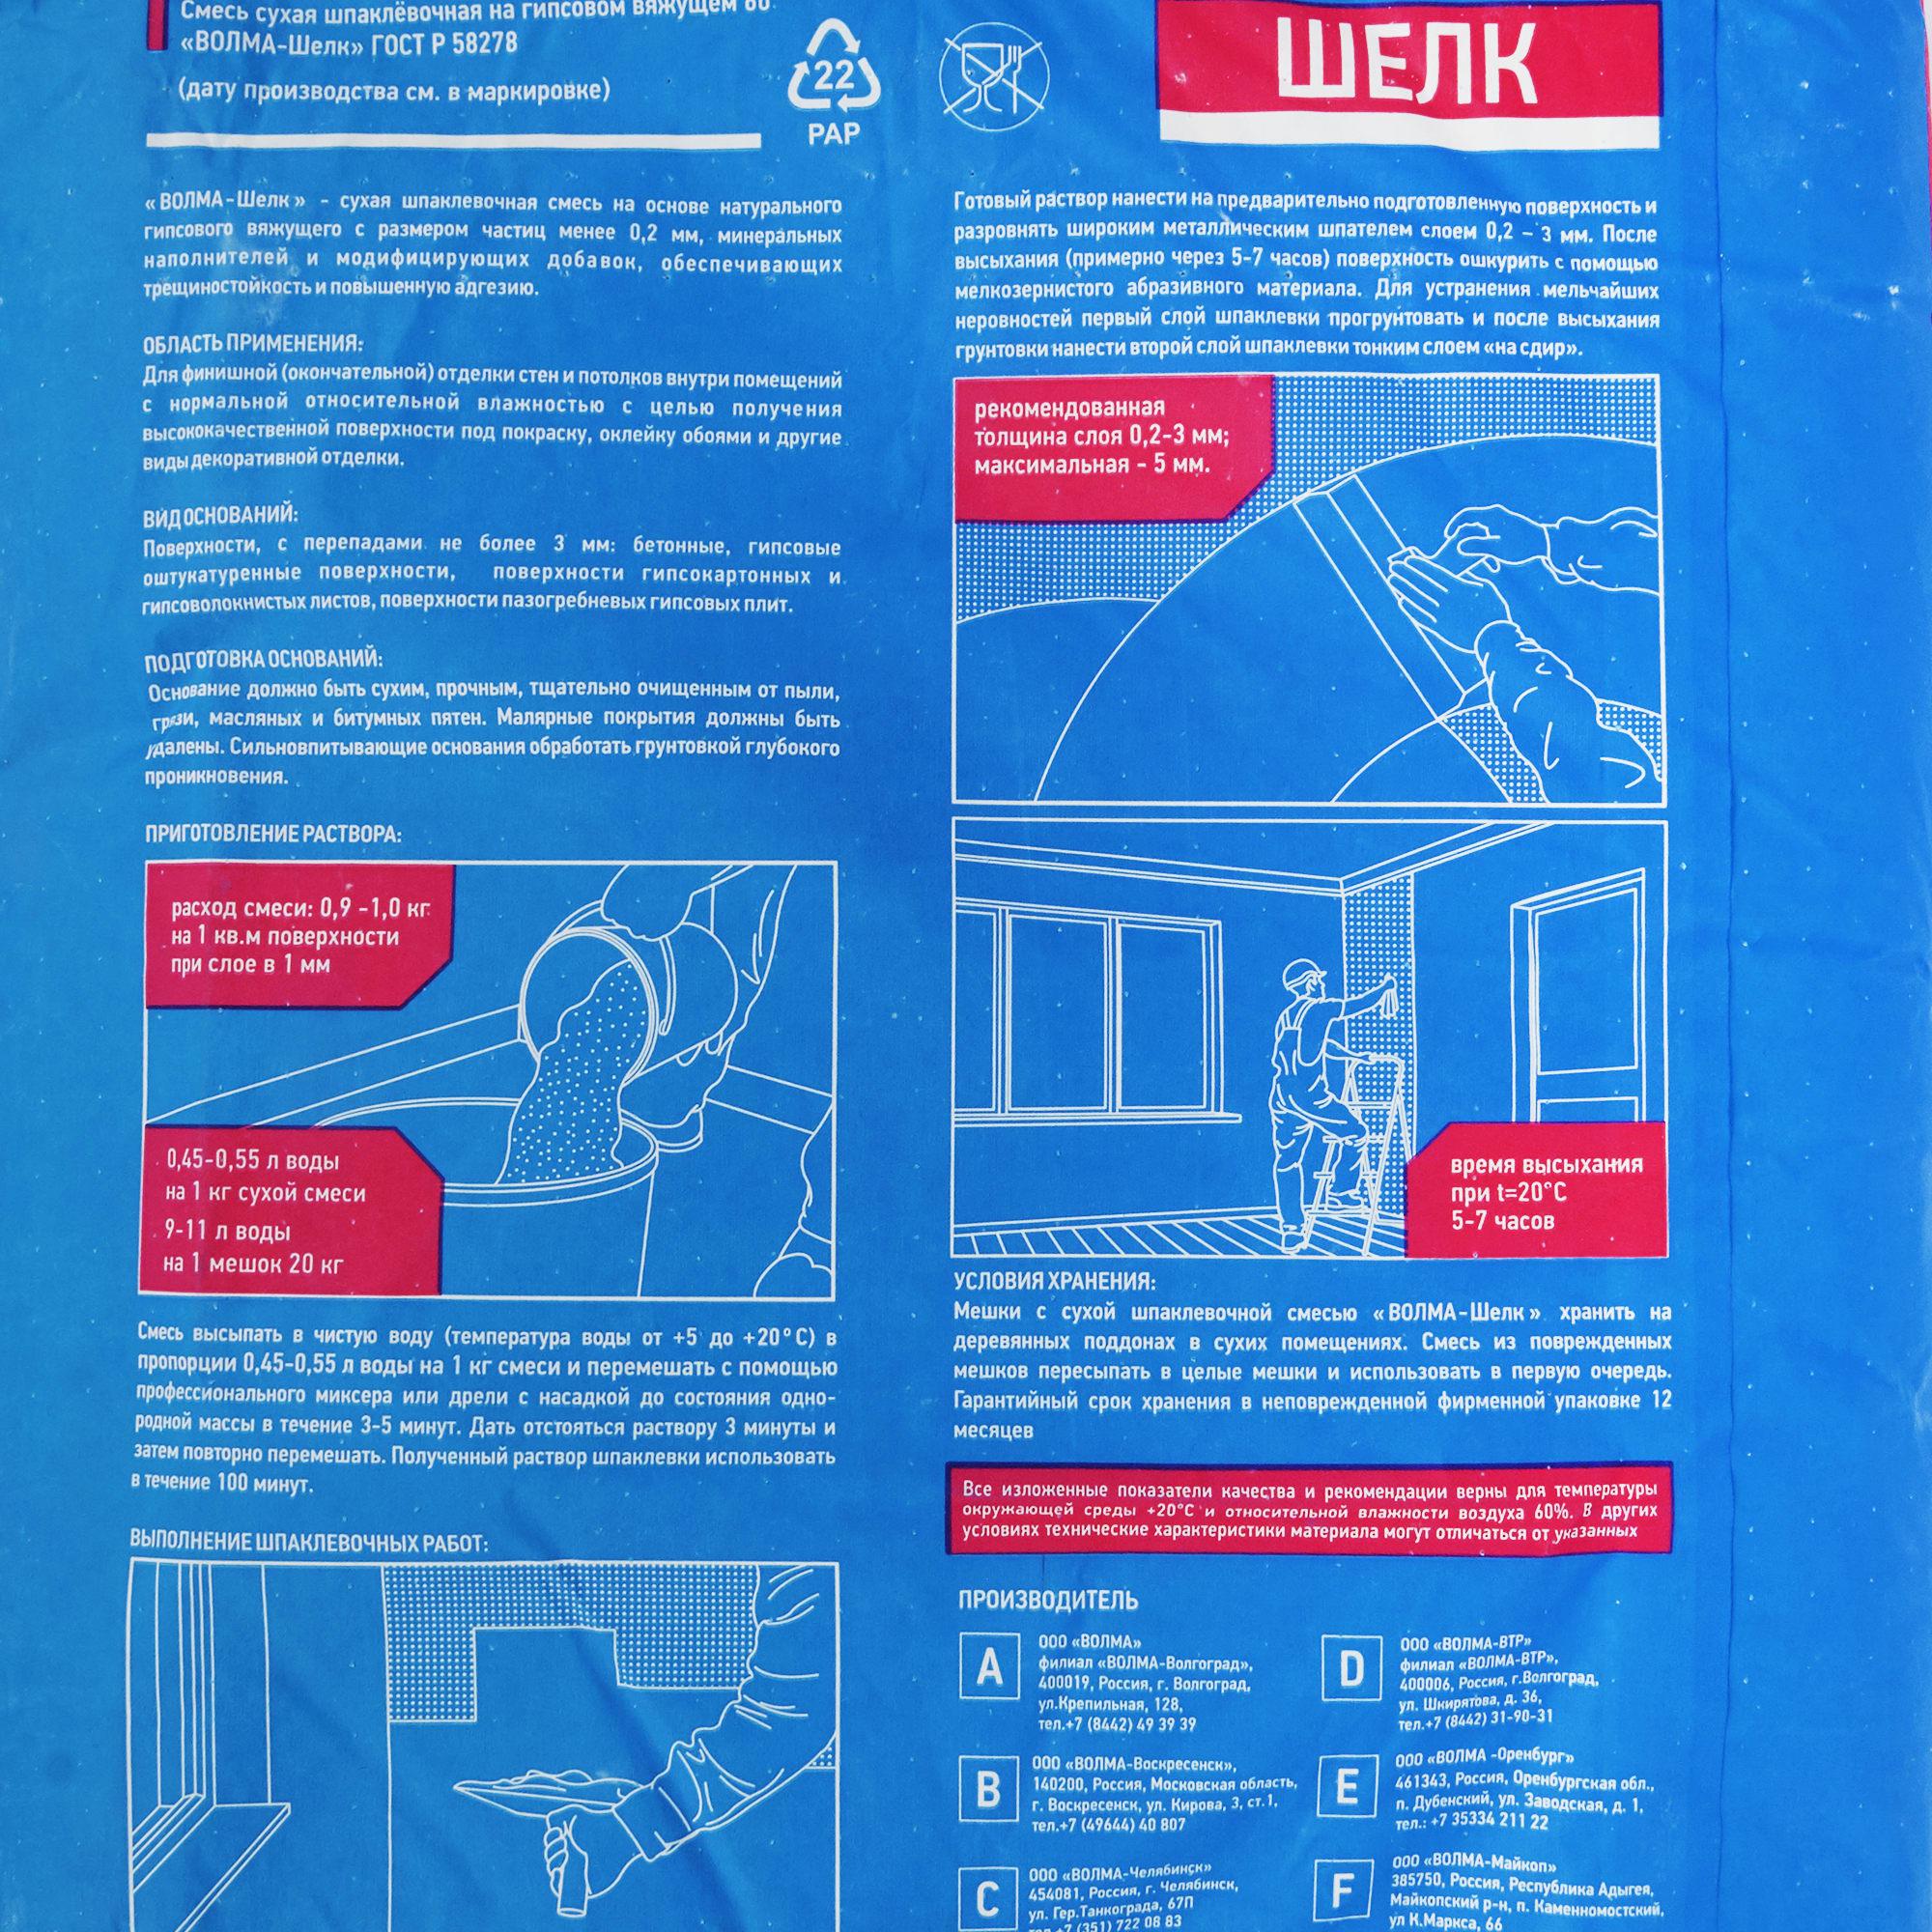 Смесь сухая шпаклёвочная на гипсовом вяжущем
«ВОЛМА-Шелк» ГОСТ Р 58278
(дату производства см. в маркировке)
22
PAP
ШЕЛК
«ВОЛМА-Шелк» - сухая шпаклевочная смесь на основе натурального
гипсового вяжущего с размером частиц менее 0,2 мм, минеральных
наполнителей и модифицирующих добавок, обеспечивающих
трещиностойкость и повышенную адгезию.
ОБЛАСТЬ ПРИМЕНЕНИЯ:
Для финишной (окончательной) отделки стен и потолков внутри помещений
с нормальной относительной влажностью с целью получения
высококачественной поверхности под покраску, оклейку обоями и другие
виды декоративной отделки.
ВИД ОСНОВАНИЙ:
Поверхности, с перепадами не более 3 мм: бетонные, гипсовые
оштукатуренные поверхности, поверхности гипсокартонных и
гипсоволокнистых листов, поверхности пазогребневых гипсовых плит.
ПОДГОТОВКА ОСНОВАНИЙ:
Основание должно быть сухим, прочным, тщательно очищенным от пыли,
грязи, масляных и битумных пятен. Малярные покрытия должны быть
удалены. Сильновпитывающие основания обработать грунтовкой глубокого
проникновения.
ПРИГОТОВЛЕНИЕ РАСТВОРА:
расход смеси: 0,9 -1,0 кг
на 1 кв.м поверхности
при слое в 1 мм
0,45-0,55 л воды
на 1 кг сухой смеси
9-11 л воды
на 1 мешок 20 кг
Смесь высыпать в чистую воду (температура воды от +5 до +20°С) в
пропорции 0,45-0,55 л воды на 1 кг смеси и перемешать с помощью
профессионального миксера или дрели с насадкой до состояния одно-
родной массы в течение 3-5 минут. Дать отстояться раствору 3 минуты и
затем повторно перемешать. Полученный раствор шпаклевки использовать
в течение 100 минут.
ВЫПОЛНЕНИЕ ШПАКЛЕВОЧНЫХ РАБОТ:
Готовый раствор нанести на предварительно подготовленную поверхность и
разровнять широким металлическим шпателем слоем 0,2 – 3 мм. После
высыхания (примерно через 5-7 часов) поверхность ошкурить с помощью
мелкозернистого абразивного материала. Для устранения мельчайших
неровностей первый слой шпаклевки прогрунтовать и после высыхания
грунтовки нанести второй слой шпаклевки тонким слоем «на сдир».
рекомендованная
толщина слоя 0,2-3 мм;
максимальная - 5 мм.
время высыхания
при t=20°С
5-7 часов
УСЛОВИЯ ХРАНЕНИЯ:
Мешки с сухой шпаклевочной смесью «ВОЛМА-Шелк» хранить на
деревянных поддонах в сухих помещениях. Смесь из поврежденных
мешков пересыпать в целые мешки и использовать в первую очередь.
Гарантийный срок хранения в неповрежденной фирменной упаковке 12
месяцев
Все изложенные показатели качества и рекомендации верны для температуры
окружающей среды +20°С и относительной влажности воздуха 60%. В других
условиях технические характеристики материала могут отличаться от указанных
ПРОИЗВОДИТЕЛЬ
A
ООО «ВОЛМА»
филиал «ВОЛМА-Волгоград»,
400019, Россия, г. Волгоград,
ул.Крепильная, 128,
тел.+7 (8442) 49 39 39
B
ООО «ВОЛМА-Воскресенск»,
140200, Россия, Московская область,
г. Воскресенск, ул. Кирова, 3, ст.1,
тел.+7 (49644) 40 807
C
ООО «ВОЛМА-Челябинск»
454081, Россия, г. Челябинск,
ул. Гер.Танкограда, 67П
тел.+7 (351) 722 08 83
D
ООО «ВОЛМА-ВТР»
филиал «ВОЛМА-ВТР»,
400006, Россия, г.Волгоград,
ул. Шкирятова, д. 36,
тел.+7 (8442) 31-90-31
E
ООО «ВОЛМА -Оренбург»
461343, Россия, Оренбургская обл.,
п. Дубенский, ул. Заводская, д. 1,
тел.: +7 35334 211 22
F
ООО «ВОЛМА-Майкоп»
385750, Россия, Республика Адыгея,
Майкопский р-н, п. Каменномостский,
ул К.Маркса, 66